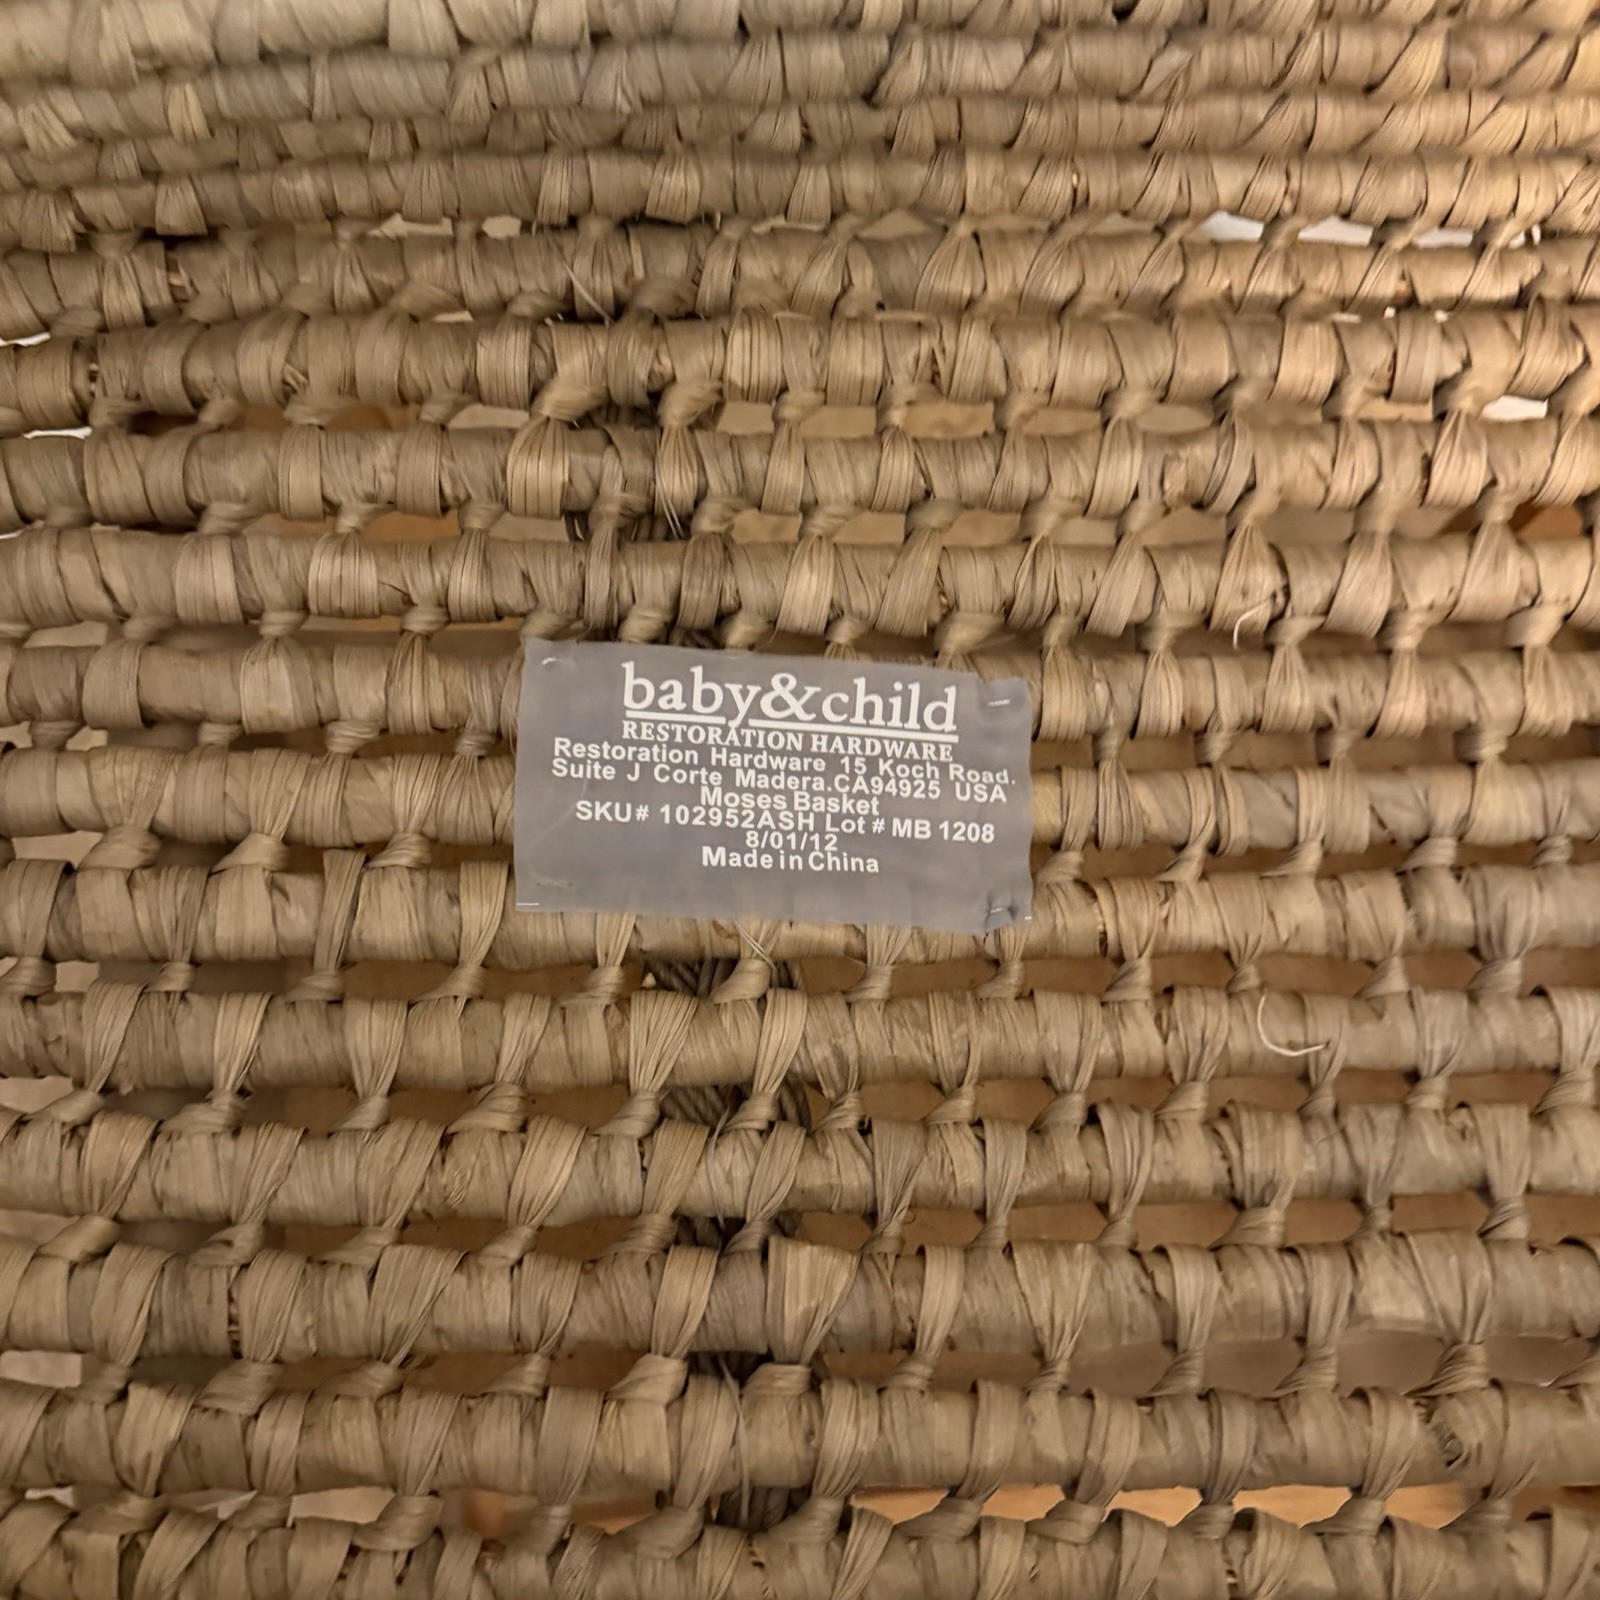 baby&child
RESTORATION HARDWARE
Restoration Hardware 15 Koch Road.
Suite J Corte Madera.CA94925 USA
Moses Basket
SKU# 102952ASH Lot # MB 1208
8/01/12
Made in China